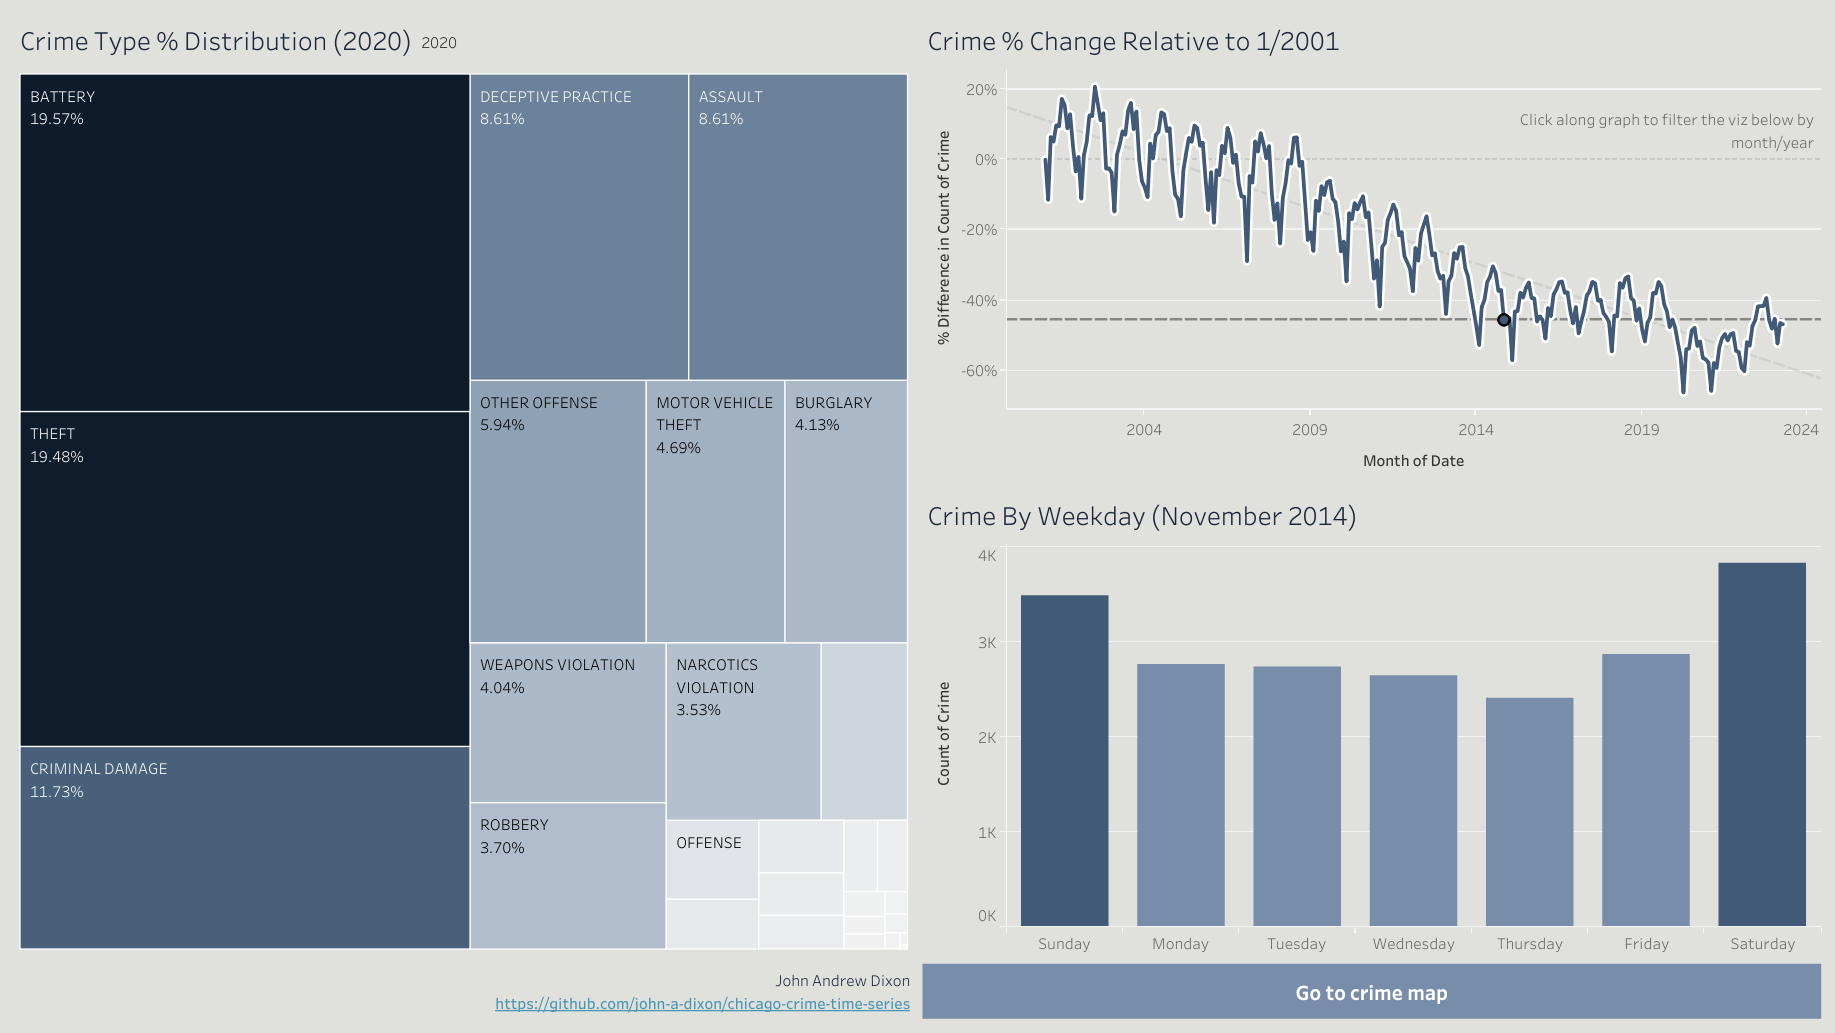 Crime Type % Distribution (2020) 2020
BATTERY
19.57%
THEFT
19.48%
CRIMINAL DAMAGE
11.73%
DECEPTIVE PRACTICE
8.61%
ASSAULT
8.61%
OTHER OFFENSE
5.94%
MOTOR VEHICLE
THEFT
4.69%
BURGLARY
4.13%
WEAPONS VIOLATION
4.04%
NARCOTICS
VIOLATION
3.53%
ROBBERY
3.70%
OFFENSE
John Andrew Dixon
https://github.com/john-a-dixon/chicago-crime-time-series
Crime % Change Relative to 1/2001
% Difference in Count of Crime
20%
0%
-20%
-40%
-60%
Click along graph to filter the viz below by
month/year
2004 2009 2014 2019 2024
Month of Date
Crime By Weekday (November 2014)
Count of Crime
4K
3K
2K
1K
0K
Sunday Monday Tuesday Wednesday Thursday Friday Saturday
Go to crime map